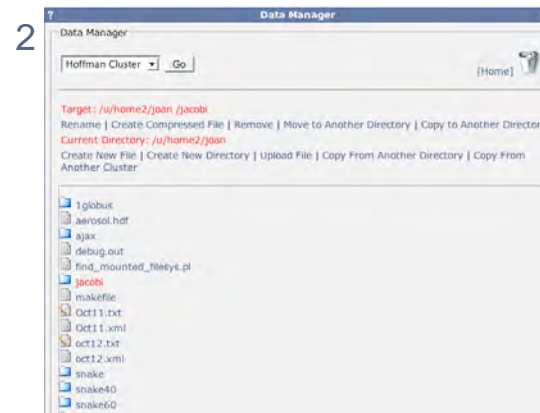 2
? Data Manager
Data Manager
Hoffman Cluster Go
[Home]
Target: /u/home2/joan /jacobi
Rename | Create Compressed File | Remove | Move to Another Directory | Copy to Another Director
Current Directory: /u/home2/joan
Create New File | Create New Directory | Upload File | Copy From Another Directory | Copy From
Another Cluster
1globus
aerosol.hdf
ajax
debug.out
find_mounted_filesys.pl
jacobi
makefile
Oct11.txt
Oct11.xml
oct12.txt
oct12.xml
snake
snake40
snake60